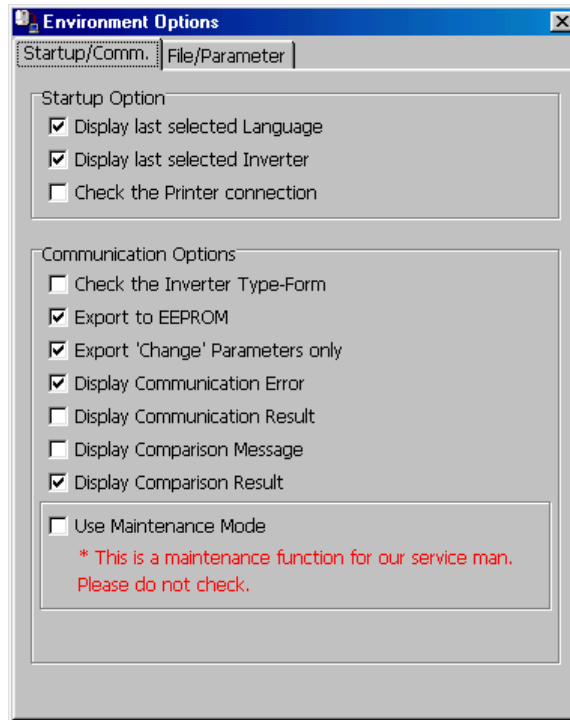 Environment Options
Startup/Comm.
File/Parameter
Startup Option
Display last selected Language
Display last selected Inverter
Check the Printer connection
Communication Options
Check the Inverter Type-Form
Export to EEPROM
Export 'Change' Parameters only
Display Communication Error
Display Communication Result
Display Comparison Message
Display Comparison Result
Use Maintenance Mode
* This is a maintenance function for our service man.
Please do not check.